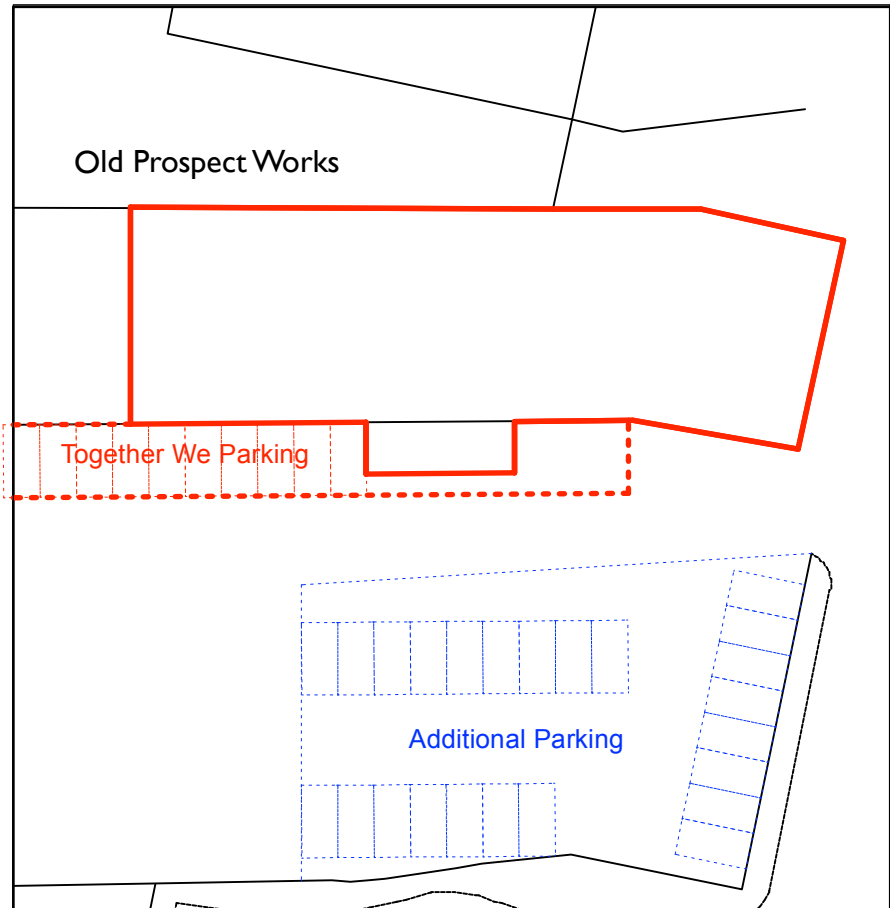 Old Prospect Works
Together We Parking
Additional Parking